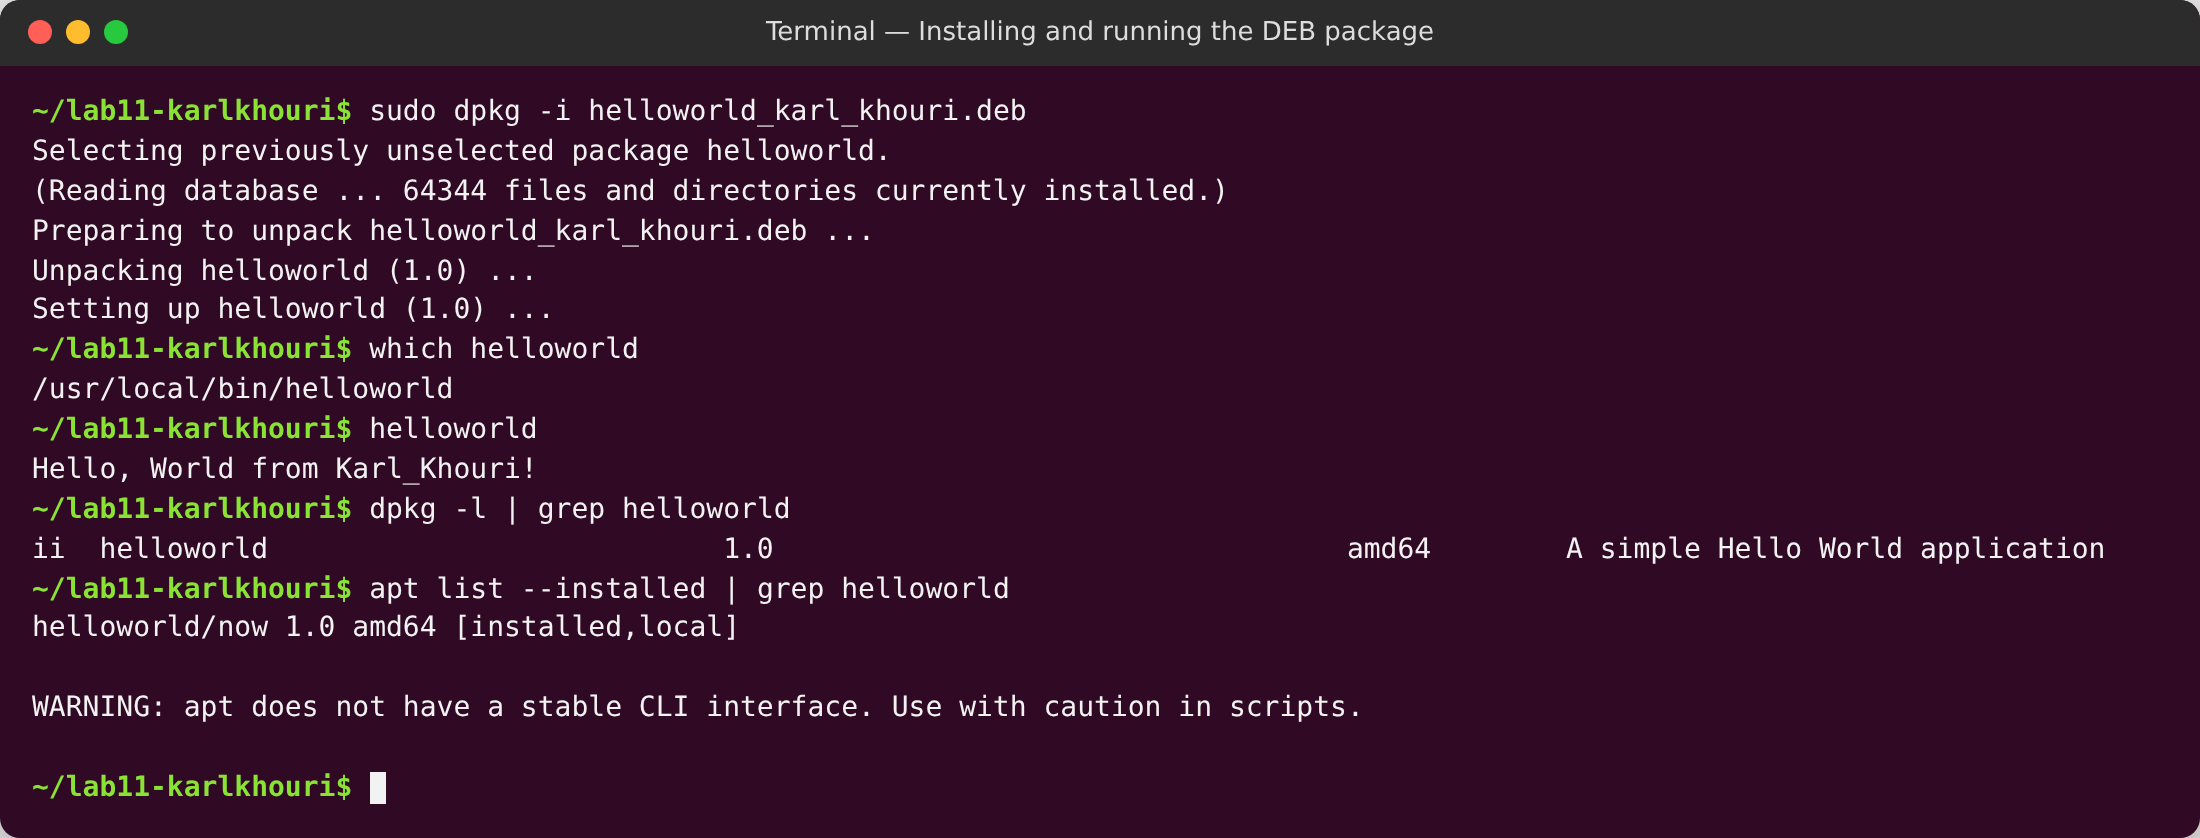 Terminal — Installing and running the DEB package
~/lab11-karlkhouri$ sudo dpkg -i helloworld_karl_khouri.deb
Selecting previously unselected package helloworld.
(Reading database ... 64344 files and directories currently installed.)
Preparing to unpack helloworld_karl_khouri.deb ...
Unpacking helloworld (1.0) ...
Setting up helloworld (1.0) ...
~/lab11-karlkhouri$ which helloworld
/usr/local/bin/helloworld
~/lab11-karlkhouri$ helloworld
Hello, World from Karl_Khouri!
~/lab11-karlkhouri$ dpkg -l | grep helloworld
ii  helloworld                           1.0                                  amd64        A simple Hello World application
~/lab11-karlkhouri$ apt list --installed | grep helloworld
helloworld/now 1.0 amd64 [installed,local]
WARNING: apt does not have a stable CLI interface. Use with caution in scripts.
~/lab11-karlkhouri$